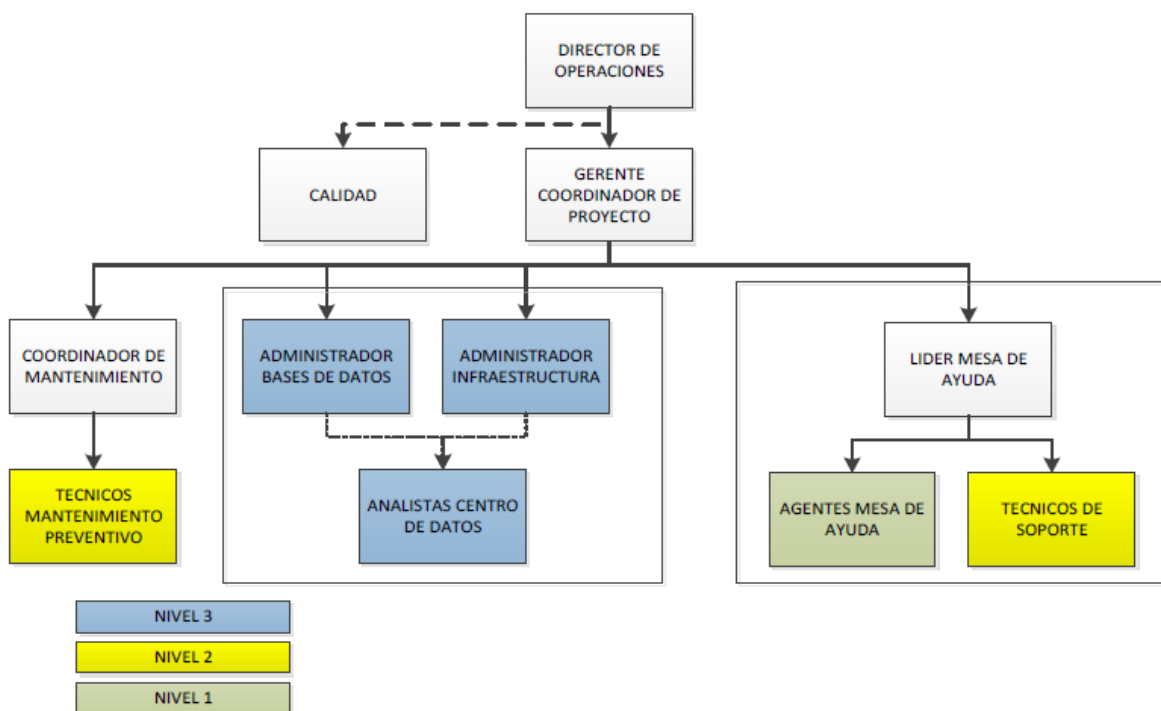 DIRECTOR DE
OPERACIONES
CALIDAD
GERENTE
COORDINADOR DE
PROYECTO
COORDINADOR DE
MANTENIMIENTO
ADMINISTRADOR
BASES DE DATOS
ADMINISTRADOR
INFRAESTRUCTURA
LIDER MESA DE
AYUDA
TECNICOS
MANTENIMIENTO
PREVENTIVO
ANALISTAS CENTRO
DE DATOS
AGENTES MESA DE
AYUDA
TECNICOS DE
SOPORTE
NIVEL 3
NIVEL 2
NIVEL 1